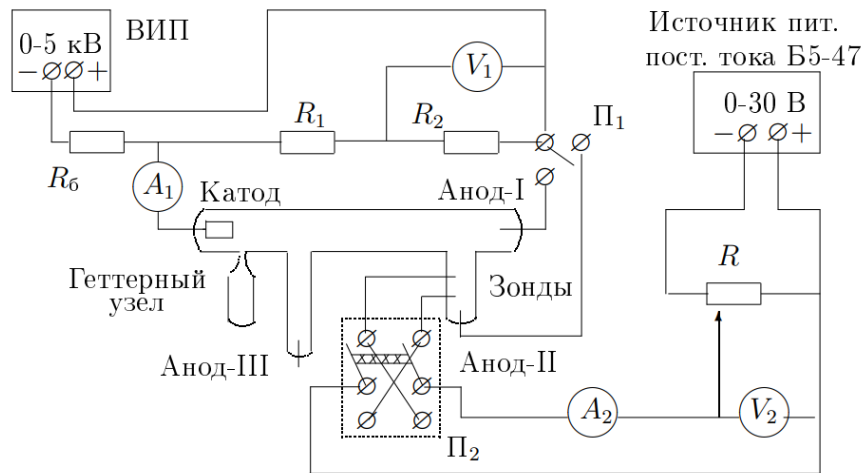 ВИП
0-5 кВ
− +
Источник пит.
пост. тока Б5-47
0-30 В
− +
V₁
R₁
R₂
П₁
Rб
A₁
Катод
Анод-I
R
Геттерный
узел
Зонды
Анод-III
Анод-II
A₂
V₂
П₂